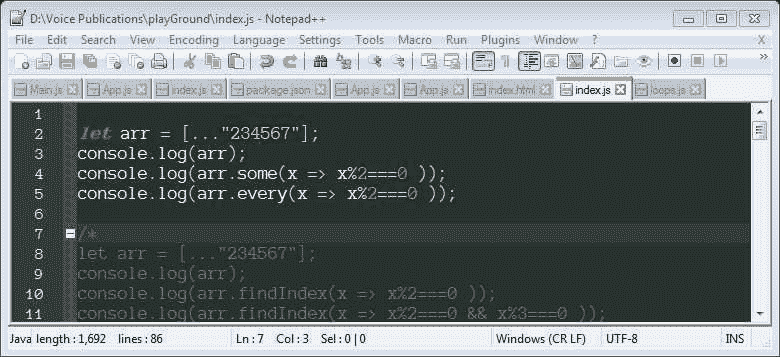 D:\Voice Publications\playGround\index.js - Notepad++
File Edit Search View Encoding Language Settings Tools Macro Run Plugins Window ? X
Main.js App.js index.js package.json App.js App.js index.html index.js loops.js
1
2 let arr = [..."234567"];
3 console.log(arr);
4 console.log(arr.some(x => x%2===0 ));
5 console.log(arr.every(x => x%2===0 ));
6
7 /*
8 let arr = [..."234567"];
9 console.log(arr);
10 console.log(arr.findIndex(x => x%2===0 ));
11 console.log(arr.findIndex(x => x%2===0 && x%3===0 ));
Java length : 1,692 lines : 86 Ln : 7 Col : 3 Sel : 0 | 0 Windows (CR LF) UTF-8 INS